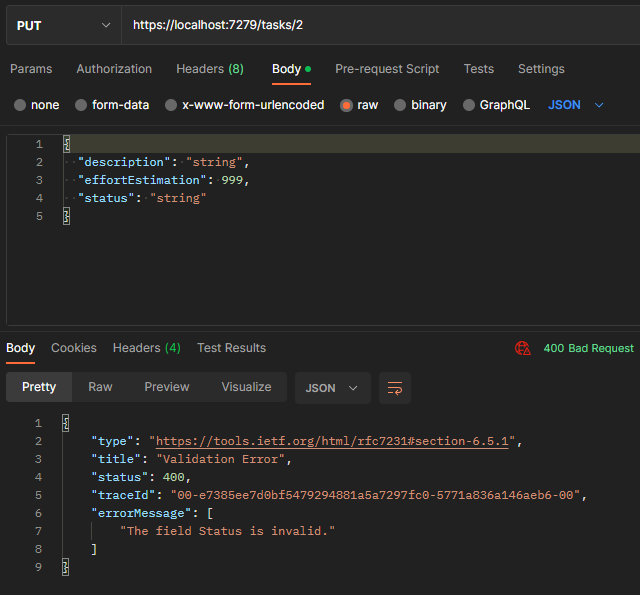 PUT https://localhost:7279/tasks/2
Params Authorization Headers (8) Body Pre-request Script Tests Settings
none form-data x-www-form-urlencoded raw binary GraphQL JSON
1 {
2 "description": "string",
3 "effortEstimation": 999,
4 "status": "string"
5 }
Body Cookies Headers (4) Test Results 400 Bad Request
Pretty Raw Preview Visualize JSON
1 {
2 "type": "https://tools.ietf.org/html/rfc7231#section-6.5.1",
3 "title": "Validation Error",
4 "status": 400,
5 "traceId": "00-e7385ee7d0bf5479294881a5a7297fc0-5771a836a146aeb6-00",
6 "errorMessage": [
7 "The field Status is invalid."
8 ]
9 }